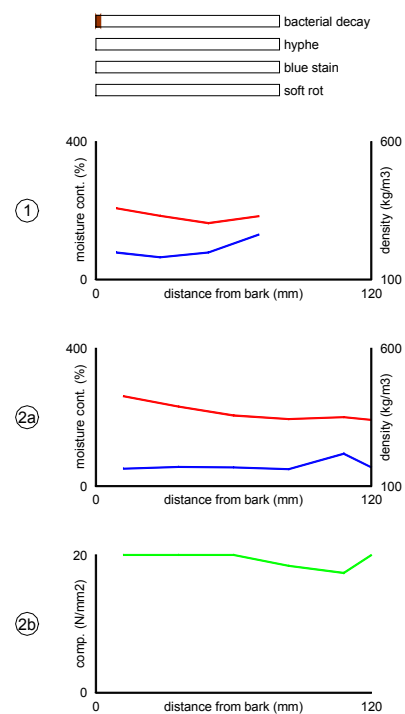 bacterial decay
hyphe
blue stain
soft rot
1
400
600
moisture cont. (%)
density (kg/m3)
0
100
0
distance from bark (mm)
120
2a
400
600
moisture cont. (%)
density (kg/m3)
0
100
0
distance from bark (mm)
120
2b
20
comp. (N/mm2)
0
0
distance from bark (mm)
120